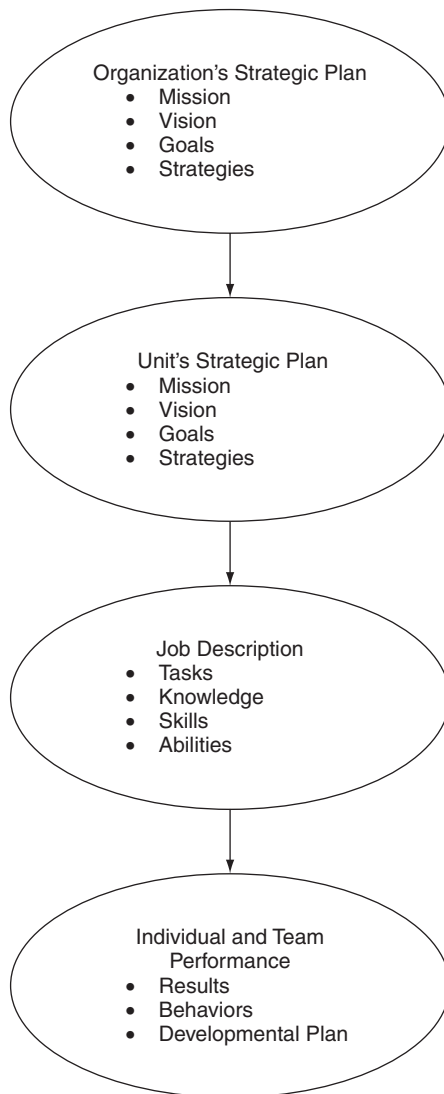 Organization’s Strategic Plan
• Mission
• Vision
• Goals
• Strategies
Unit’s Strategic Plan
• Mission
• Vision
• Goals
• Strategies
Job Description
• Tasks
• Knowledge
• Skills
• Abilities
Individual and Team
Performance
• Results
• Behaviors
• Developmental Plan